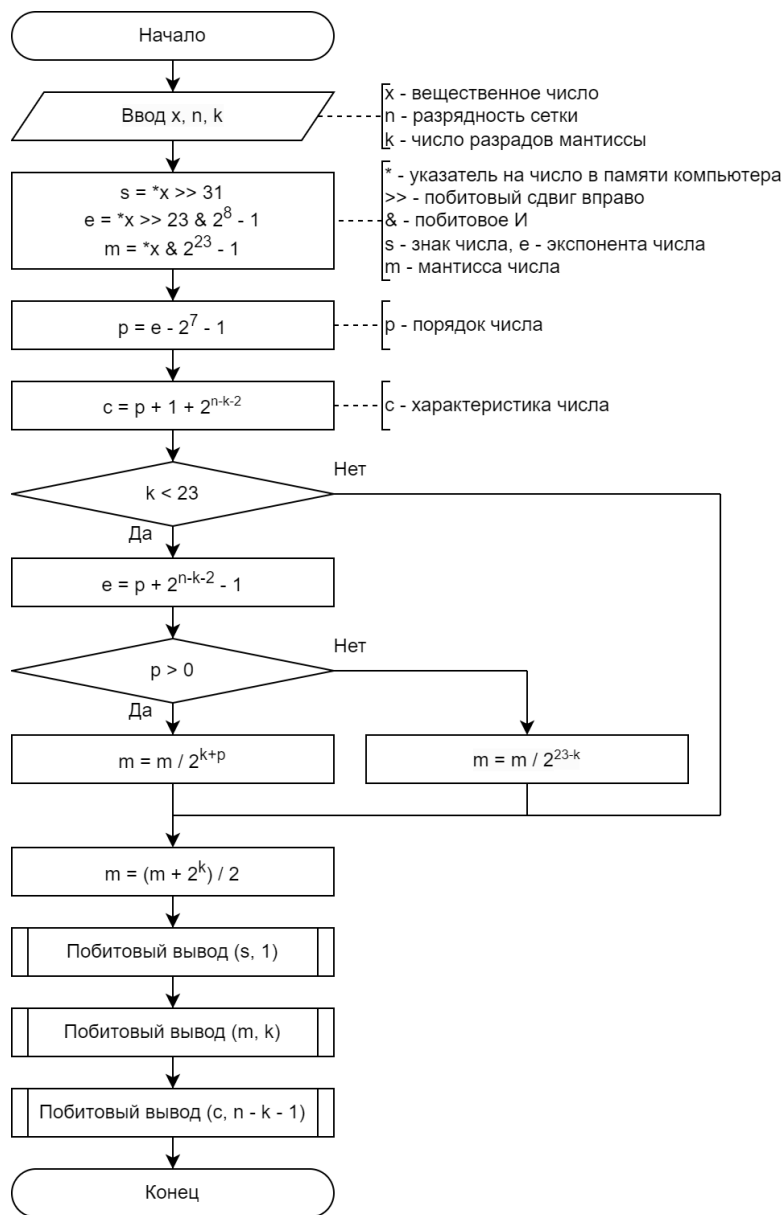 Начало
Ввод x, n, k
x - вещественное число
n - разрядность сетки
k - число разрадов мантиссы
s = *x >> 31
e = *x >> 23 & 2^8 - 1
m = *x & 2^23 - 1
* - указатель на число в памяти компьютера
>> - побитовый сдвиг вправо
& - побитовое И
s - знак числа, e - экспонента числа
m - мантисса числа
p = e - 2^7 - 1
p - порядок числа
c = p + 1 + 2^n-k-2
c - характеристика числа
k < 23
Нет
Да
e = p + 2^n-k-2 - 1
p > 0
Нет
Да
m = m / 2^k+p
m = m / 2^23-k
m = (m + 2^k) / 2
Побитовый вывод (s, 1)
Побитовый вывод (m, k)
Побитовый вывод (c, n - k - 1)
Конец